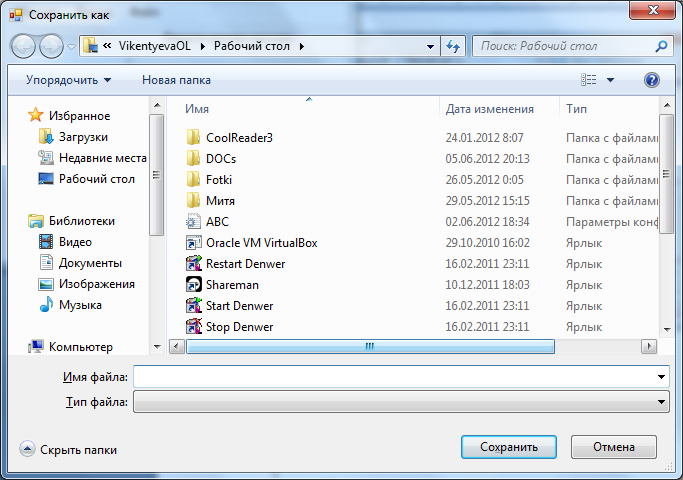 Сохранить как
« VikentyevaOL Рабочий стол
Поиск: Рабочий стол
Упорядочить Новая папка
Имя Дата изменения Тип
Избранное
Загрузки
Недавние места
Рабочий стол
Библиотеки
Видео
Документы
Изображения
Музыка
Компьютер
CoolReader3 24.01.2012 8:07 Папка с файлами
DOCs 05.06.2012 20:13 Папка с файлами
Fotki 26.05.2012 0:05 Папка с файлами
Митя 29.05.2012 15:15 Папка с файлами
ABC 02.06.2012 18:34 Параметры конф
Oracle VM VirtualBox 29.10.2010 16:02 Ярлык
Restart Denwer 16.02.2011 23:11 Ярлык
Shareman 10.12.2011 18:03 Ярлык
Start Denwer 16.02.2011 23:11 Ярлык
Stop Denwer 16.02.2011 23:11 Ярлык
Имя файла:
Тип файла:
Скрыть папки
Сохранить
Отмена